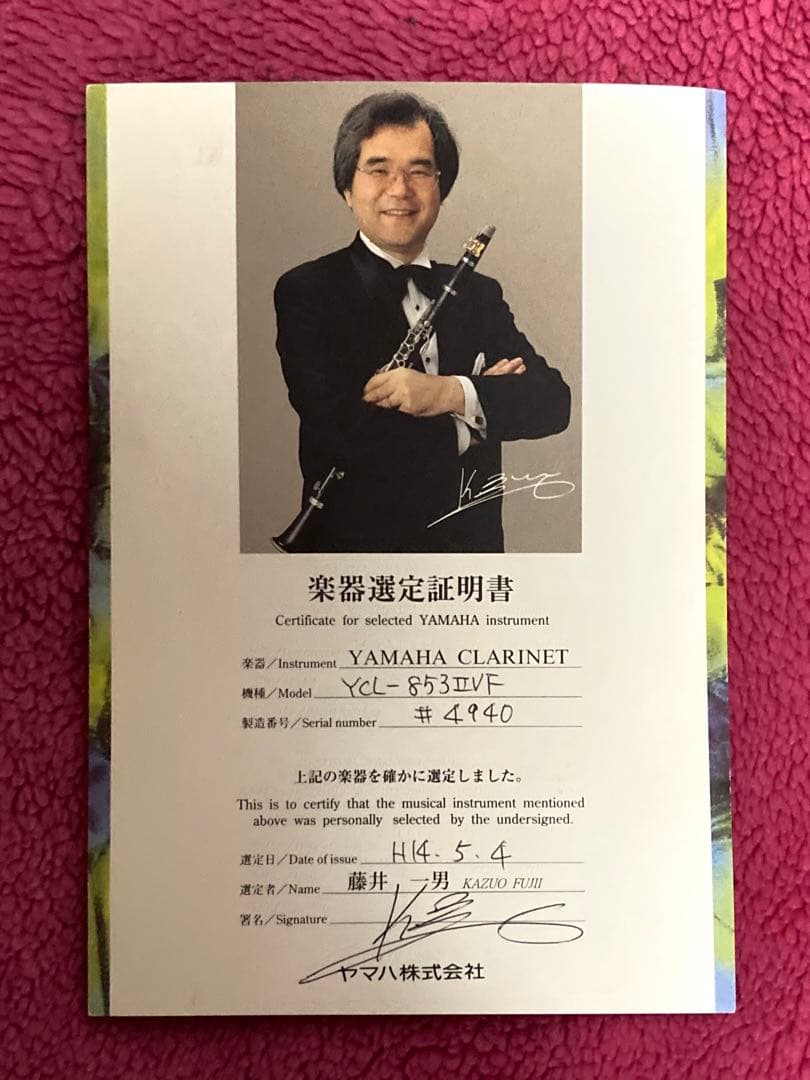 楽器選定証明書
Certificate for selected YAMAHA instrument
楽器／Instrument YAMAHA CLARINET
機種／Model YCL-853ⅡVF
製造番号／Serial number #4940
上記の楽器を確かに選定しました。
This is to certify that the musical instrument mentioned
above was personally selected by the undersigned.
選定日／Date of issue H14.5.4
選定者／Name 藤井 一男 KAZUO FUJII
署名／Signature
ヤマハ株式会社